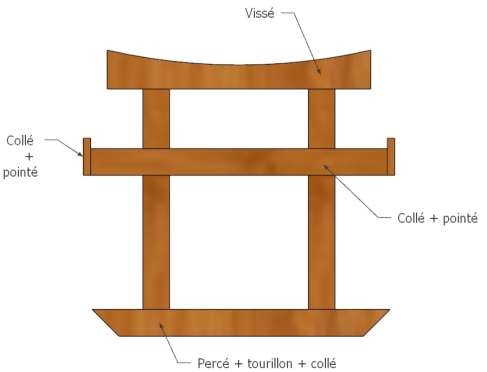 Vissé
Collé
+
pointé
Collé + pointé
Percé + tourillon + collé